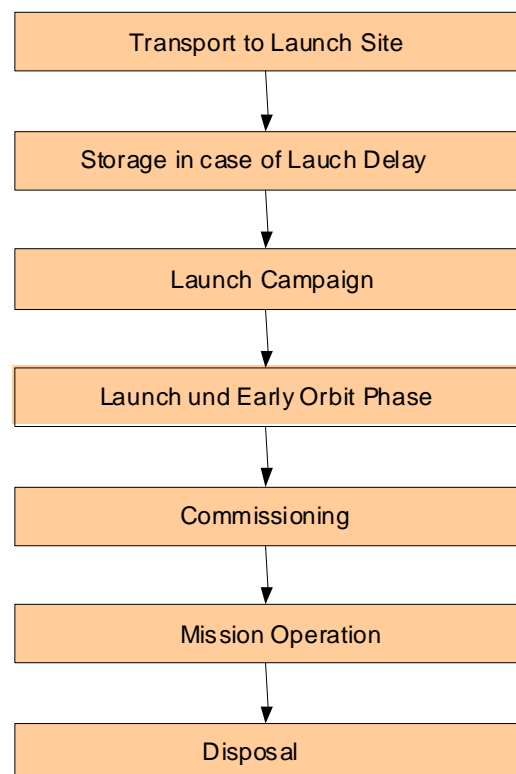 Transport to Launch Site
Storage in case of Lauch Delay
Launch Campaign
Launch und Early Orbit Phase
Commissioning
Mission Operation
Disposal